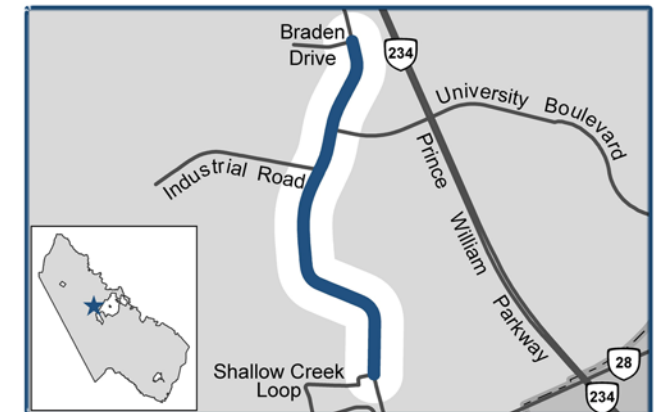 Braden
Drive
234
University Boulevard
Industrial Road
Prince William Parkway
Shallow Creek
Loop
28
234